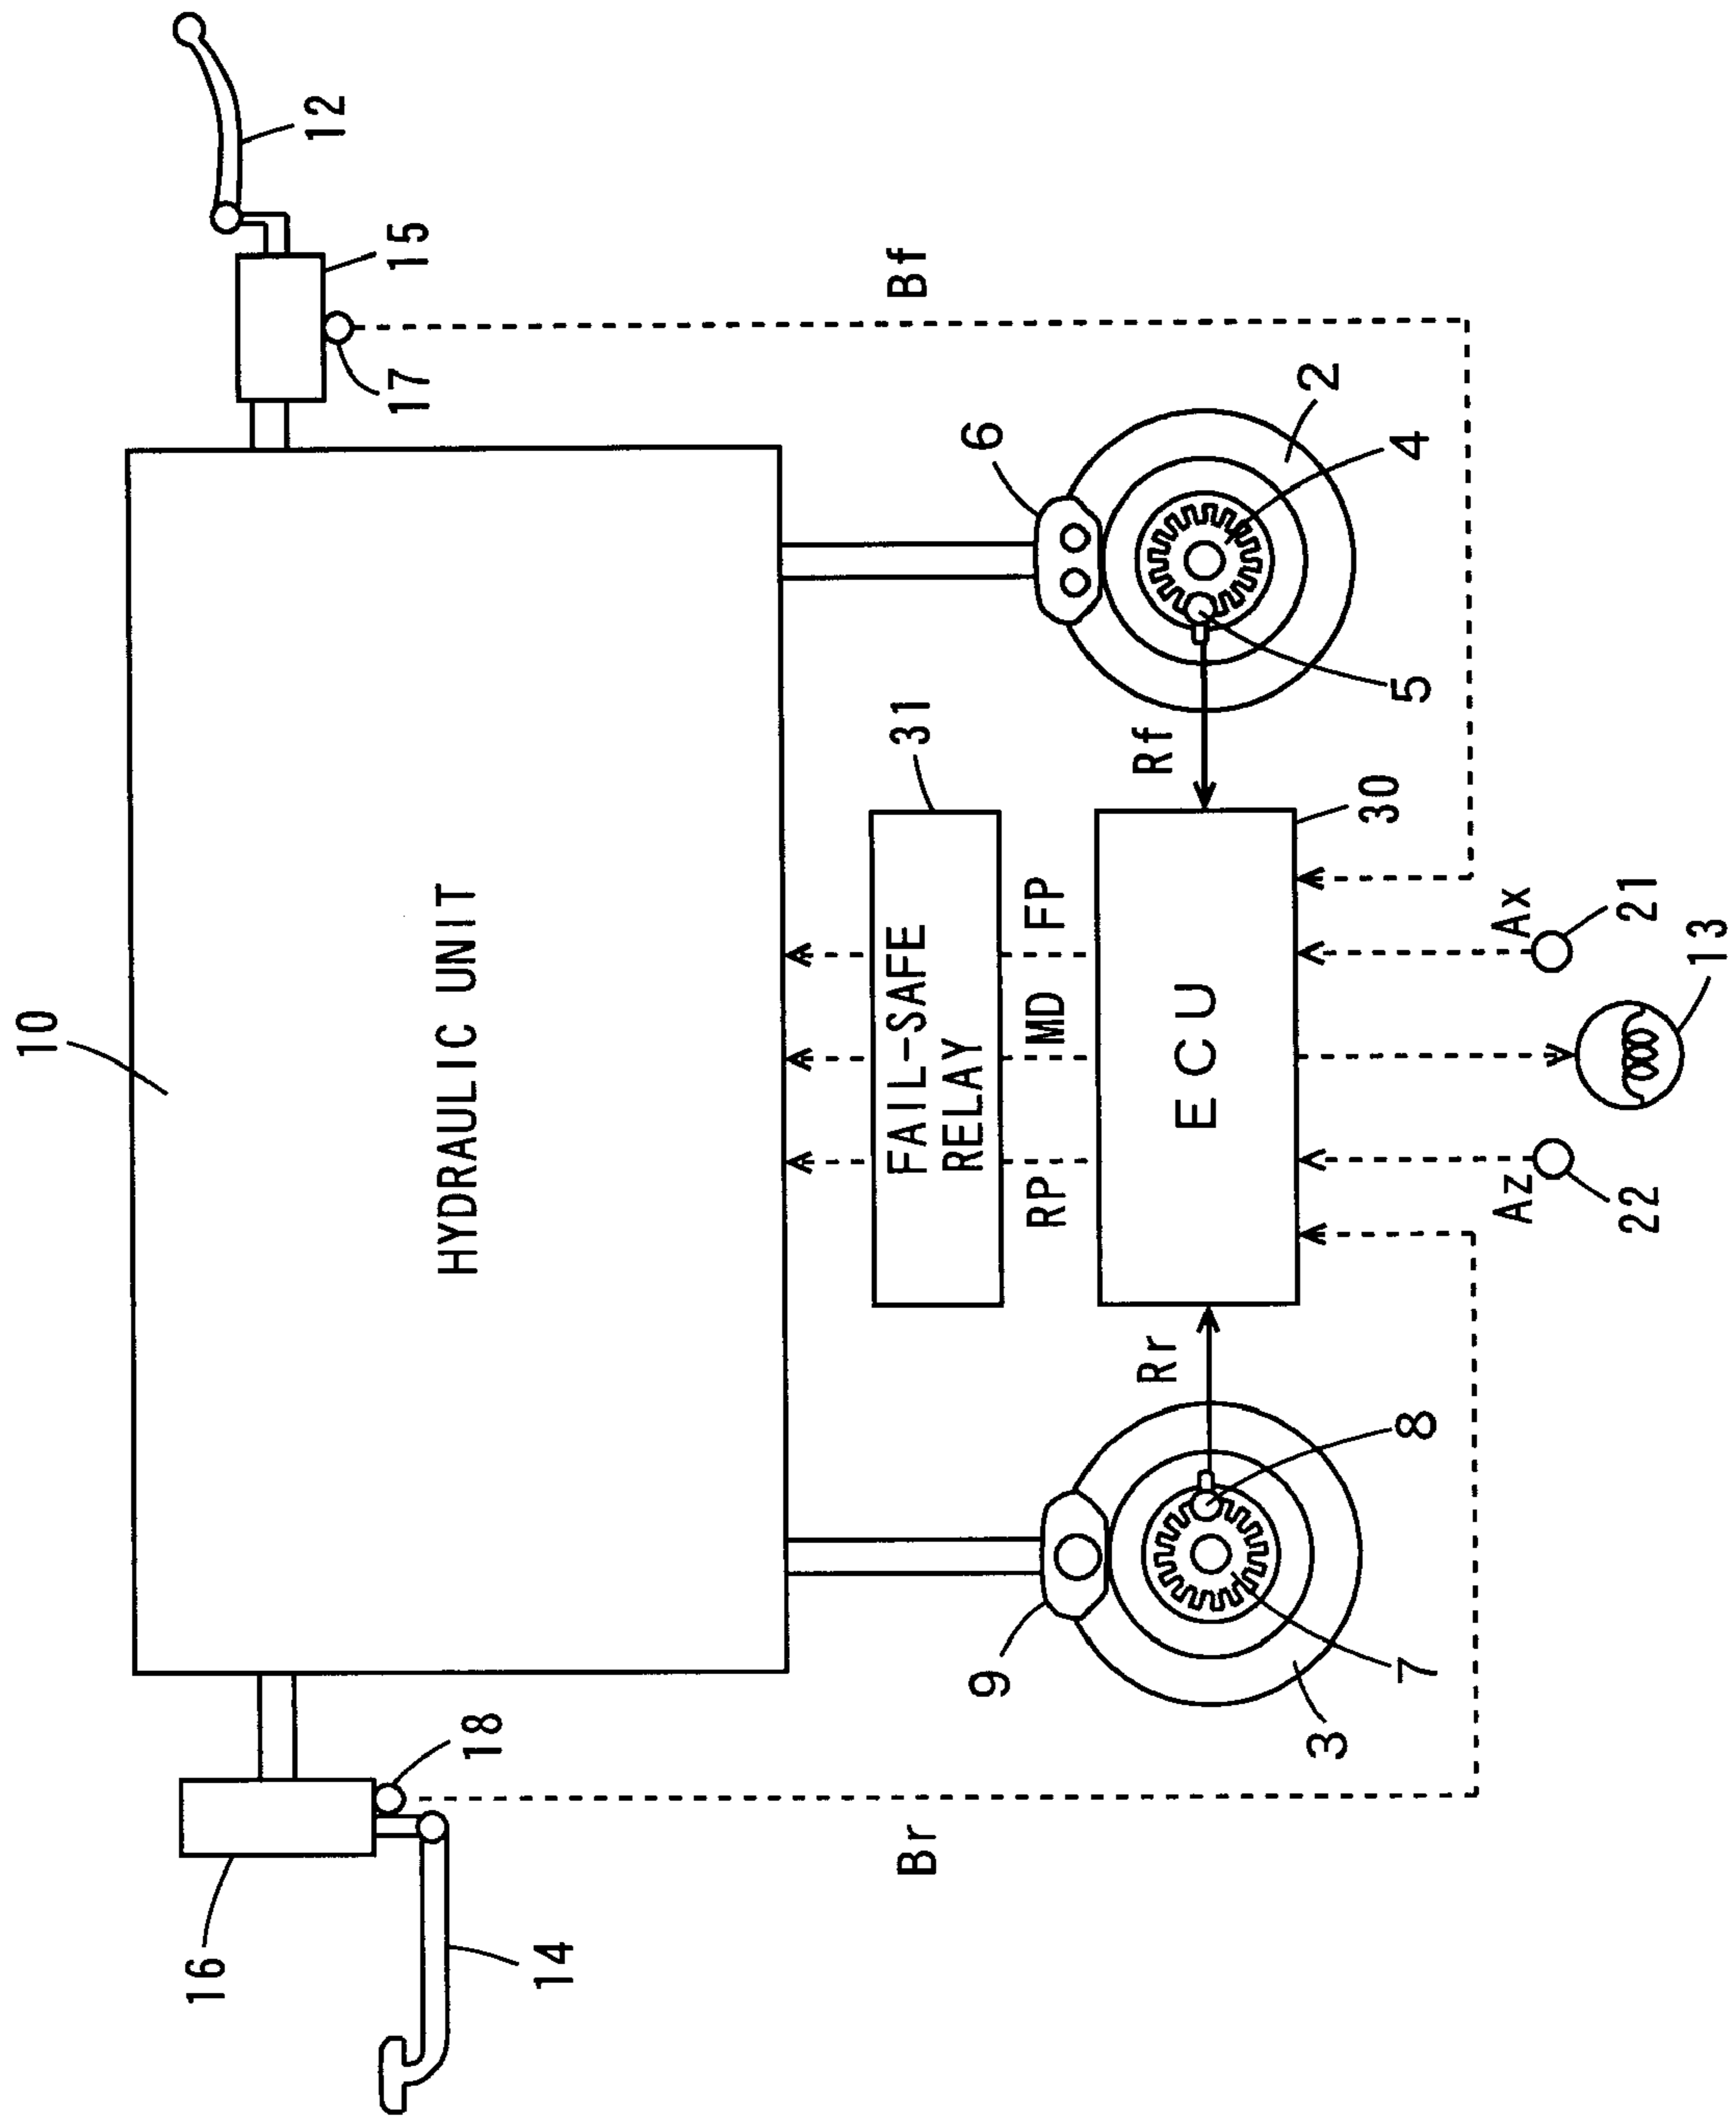 10
12
15
17
Bf
HYDRAULIC UNIT
6
2
4
5
31
Rf
FAIL-SAFE
RELAY
FP
MD
RP
30
ECU
Ax
21
13
Az
22
Rr
8
9
7
3
18
Br
16
14